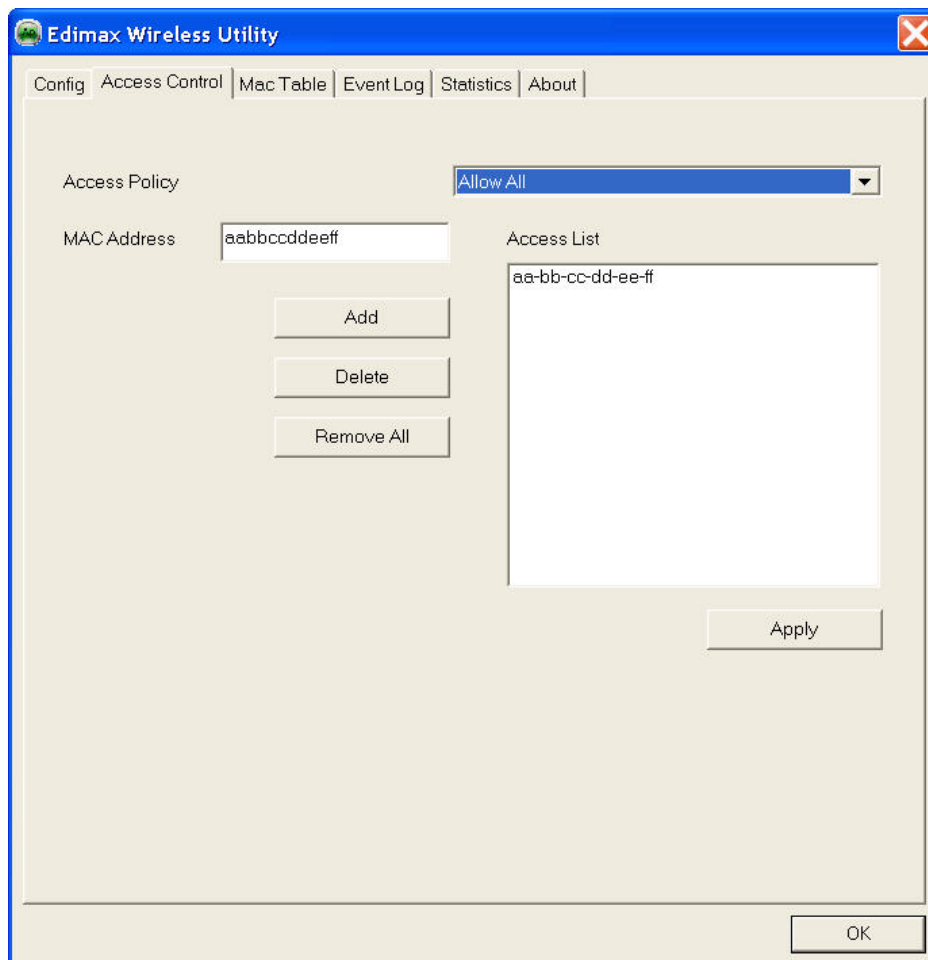 Edimax Wireless Utility
Config Access Control Mac Table Event Log Statistics About
Access Policy Allow All
MAC Address aabbccddeeff Access List
aa-bb-cc-dd-ee-ff
Add
Delete
Remove All
Apply
OK